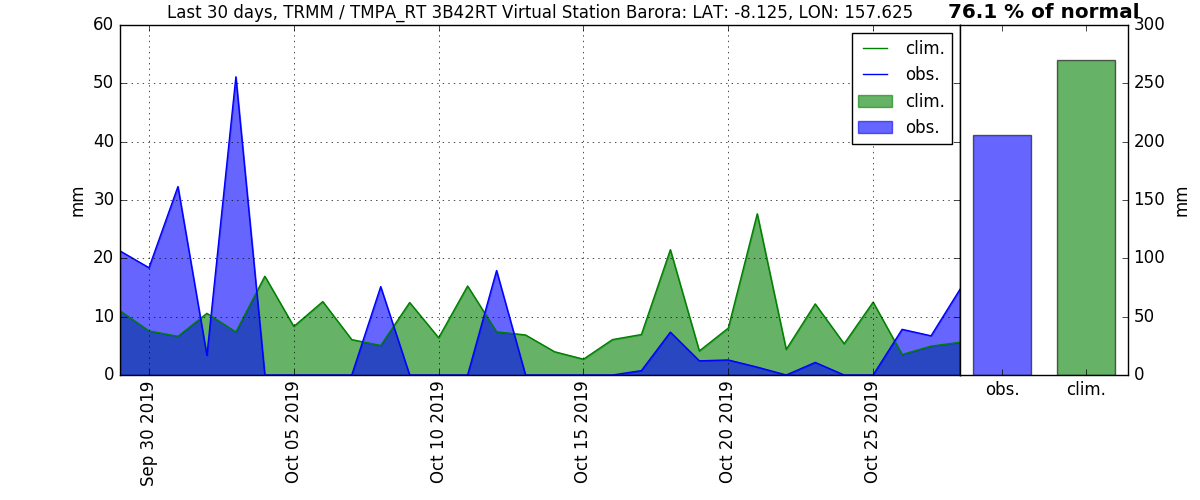 Last 30 days, TRMM / TMPA_RT 3B42RT Virtual Station Barora: LAT: -8.125, LON: 157.625
76.1 % of normal
clim.
obs.
clim.
obs.
60
50
40
30
20
10
0
mm
Sep 30 2019
Oct 05 2019
Oct 10 2019
Oct 15 2019
Oct 20 2019
Oct 25 2019
300
250
200
150
100
50
0
mm
obs.
clim.